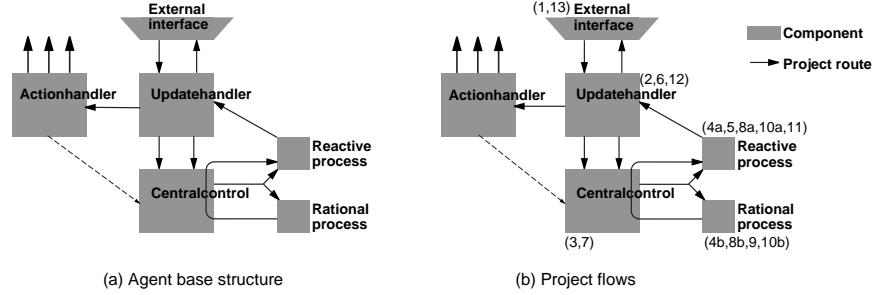 External
interface
Actionhandler
Updatehandler
Reactive
process
Centralcontrol
Rational
process
(a) Agent base structure
(1,13)
External
interface
Component
Project route
Actionhandler
Updatehandler
(2,6,12)
(4a,5,8a,10a,11)
Reactive
process
Centralcontrol
Rational
process
(3,7)
(4b,8b,9,10b)
(b) Project flows